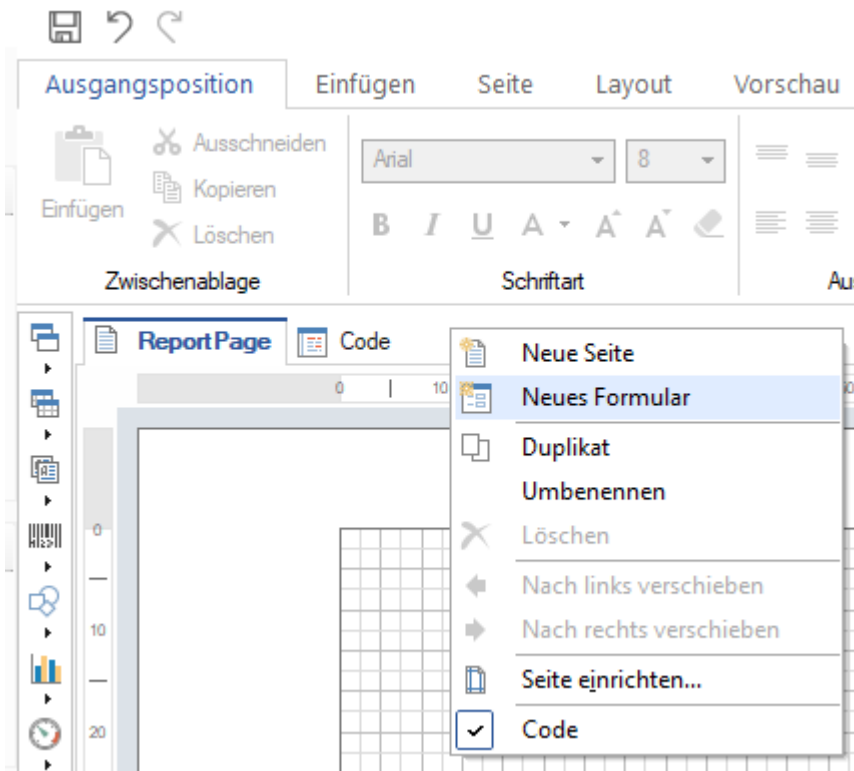 Ausgangsposition Einfügen Seite Layout Vorschau
Einfügen
Ausschneiden
Kopieren
Löschen
Arial 8
B I U A A A
Zwischenablage Schriftart
ReportPage Code
0 10
Neue Seite
Neues Formular
Duplikat
Umbenennen
Löschen
Nach links verschieben
Nach rechts verschieben
Seite einrichten...
Code
0
10
20